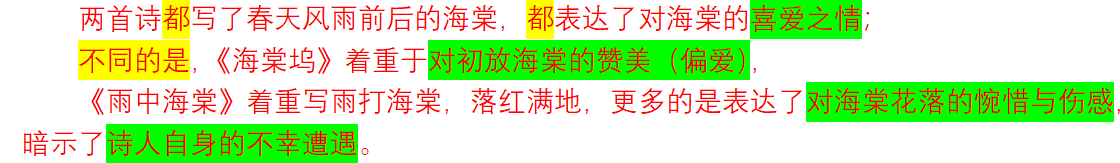 两首诗都写了春天风雨前后的海棠，都表达了对海棠的喜爱之情；
不同的是，《海棠坞》着重于对初放海棠的赞美（偏爱），
《雨中海棠》着重写雨打海棠，落红满地，更多的是表达了对海棠花落的惋惜与伤感，
暗示了诗人自身的不幸遭遇。